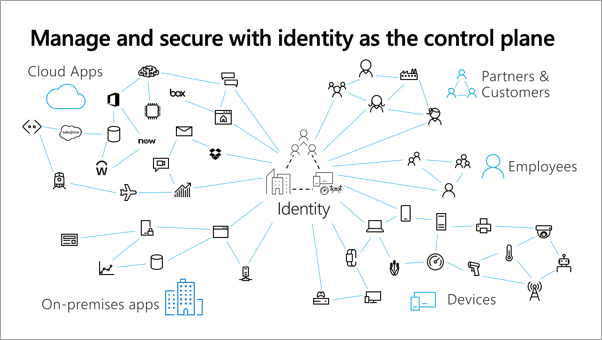 Manage and secure with identity as the control plane
Cloud Apps
Partners &
Customers
box
salesforce
now
W
Employees
Identity
On-premises apps
Devices